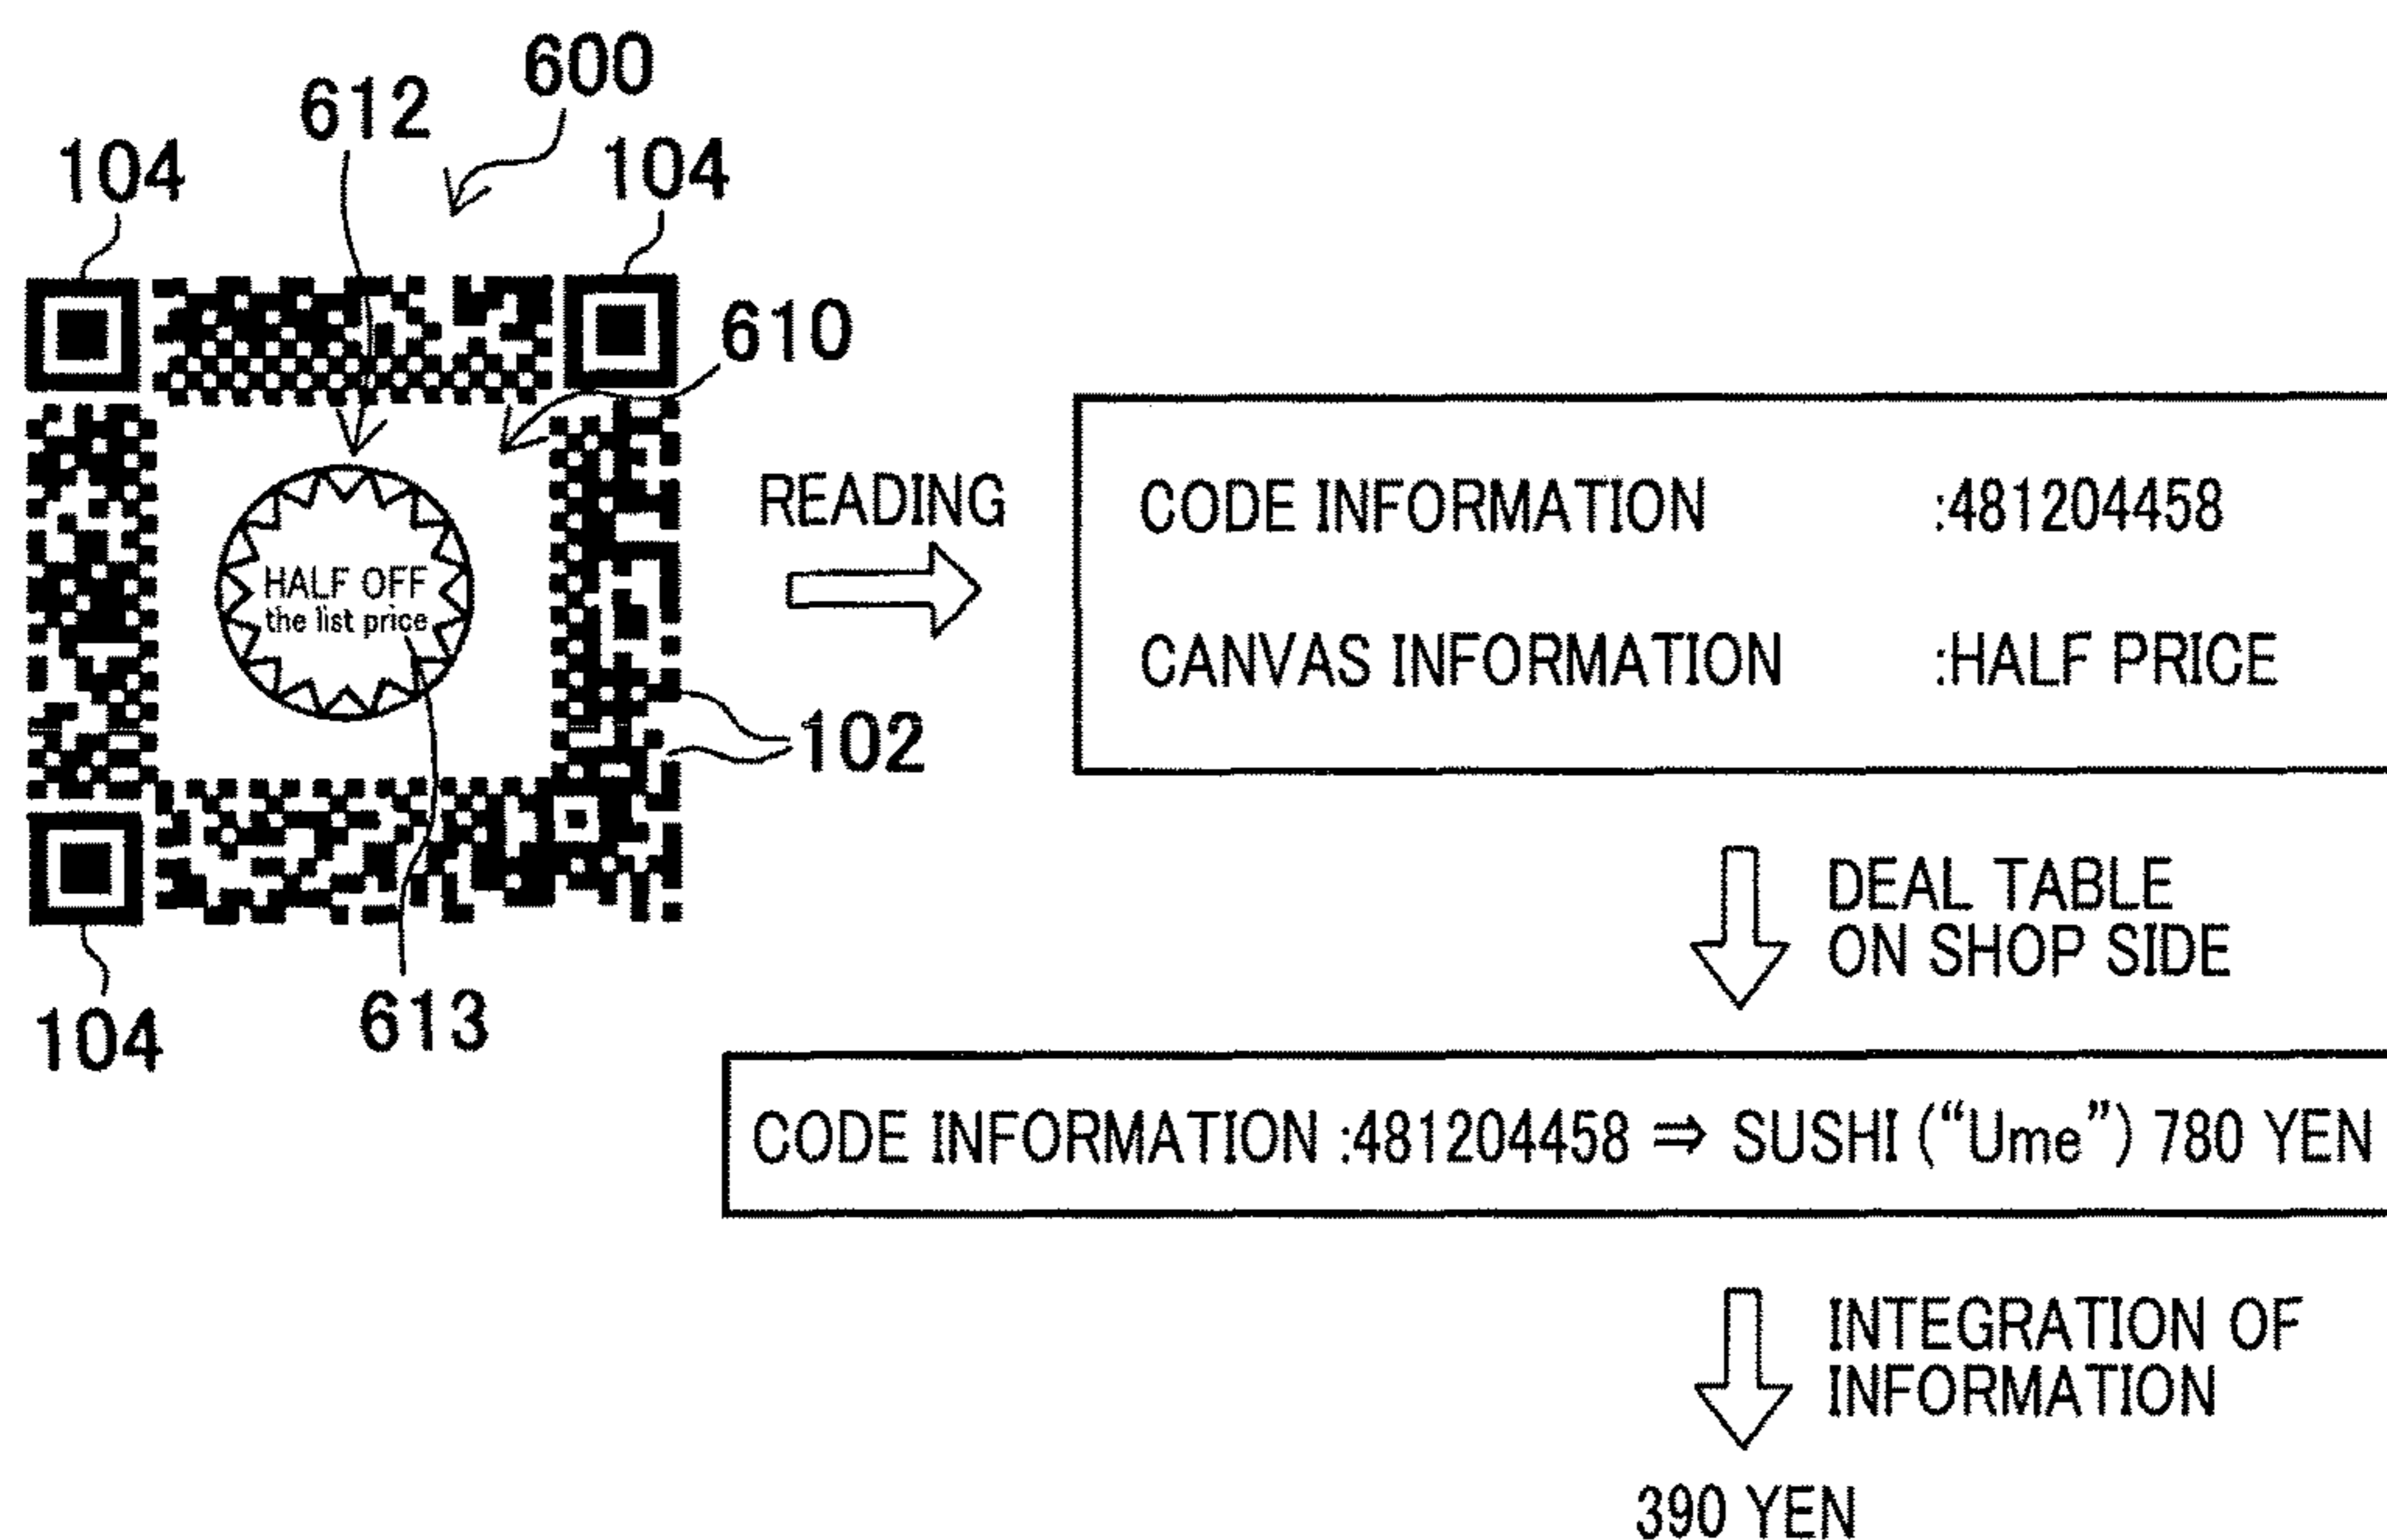 600
612
104
104
610
HALF OFF
the list price
READING
CODE INFORMATION :481204458
CANVAS INFORMATION :HALF PRICE
102
613
104
DEAL TABLE
ON SHOP SIDE
CODE INFORMATION :481204458 ⇒ SUSHI (“Ume”) 780 YEN
INTEGRATION OF
INFORMATION
390 YEN